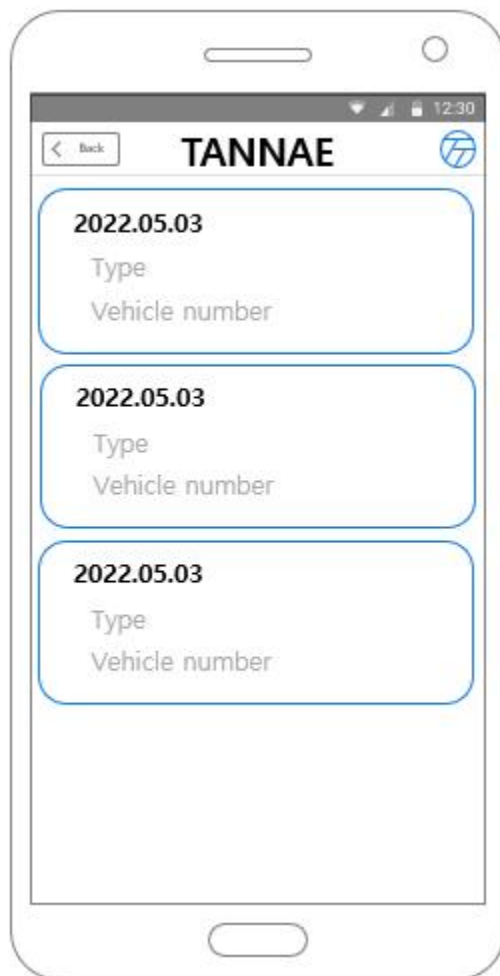 12:30
Back
TANNAE
2022.05.03
Type
Vehicle number
2022.05.03
Type
Vehicle number
2022.05.03
Type
Vehicle number